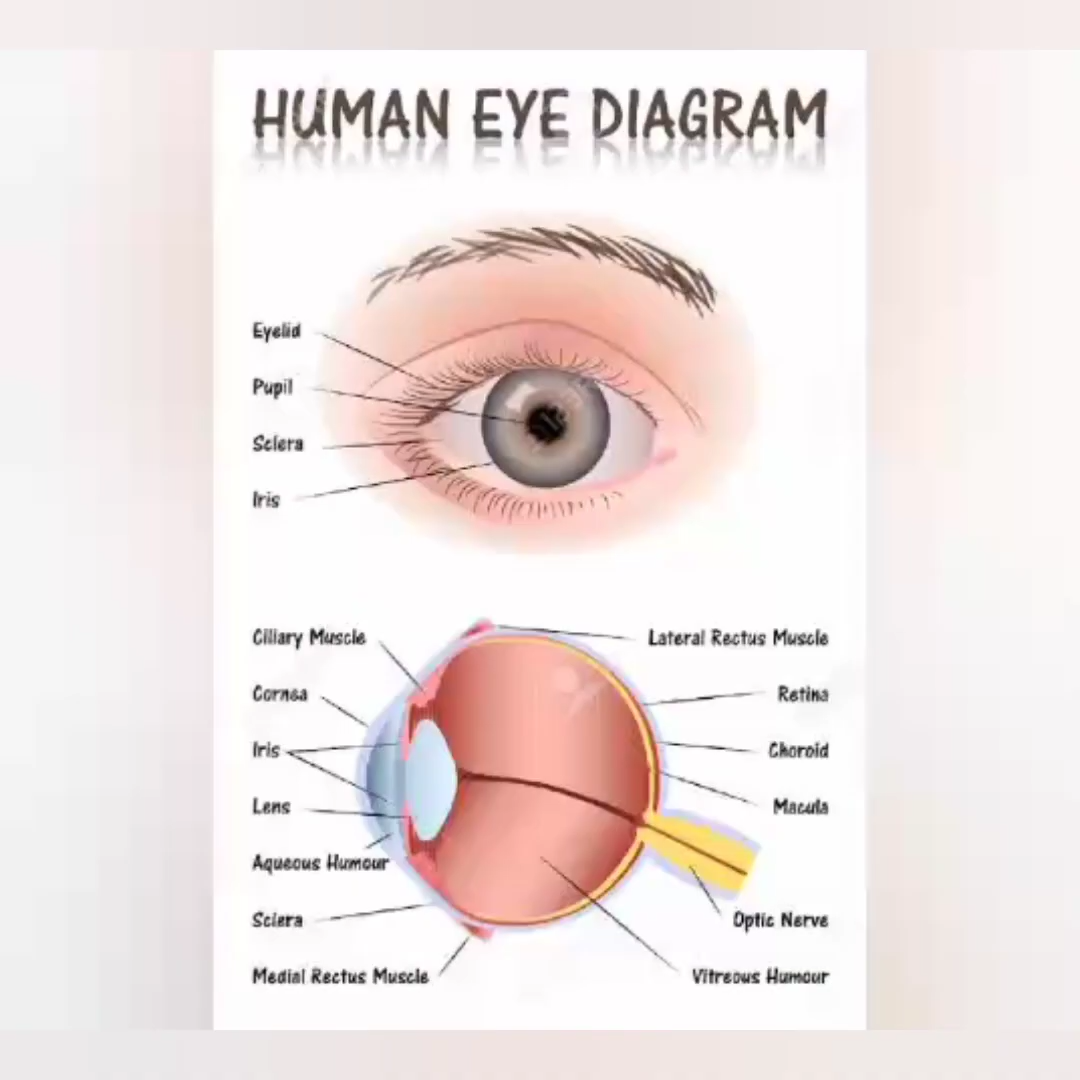 HUMAN EYE DIAGRAM
Eyelid
Pupil
Sclera
Iris
Ciliary Muscle
Cornea
Iris
Lens
Aqueous Humour
Sclera
Medial Rectus Muscle
Lateral Rectus Muscle
Retina
Choroid
Macula
Optic Nerve
Vitreous Humour